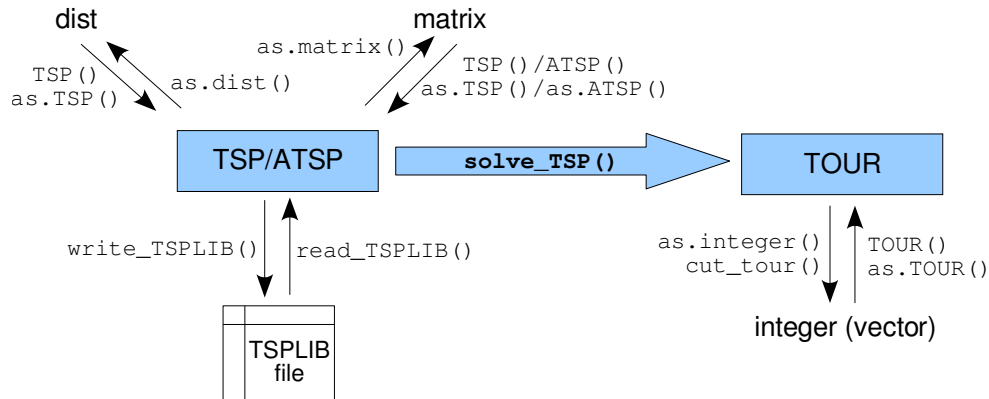 dist
matrix
as.matrix()
TSP()
as.TSP()
as.dist()
TSP()/ATSP()
as.TSP()/as.ATSP()
TSP/ATSP
solve_TSP()
TOUR
write_TSPLIB()
read_TSPLIB()
as.integer()
cut_tour()
TOUR()
as.TOUR()
TSPLIB
file
integer (vector)